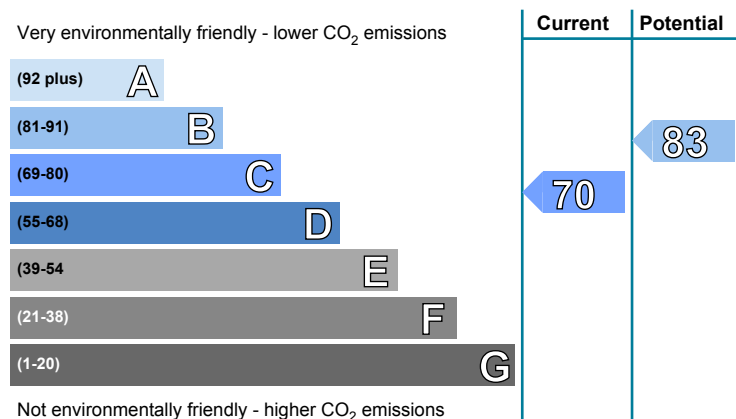 Current Potential
Very environmentally friendly - lower CO₂ emissions
(92 plus) A
(81-91) B
83
(69-80) C
70
(55-68) D
(39-54 E
(21-38) F
(1-20) G
Not environmentally friendly - higher CO₂ emissions